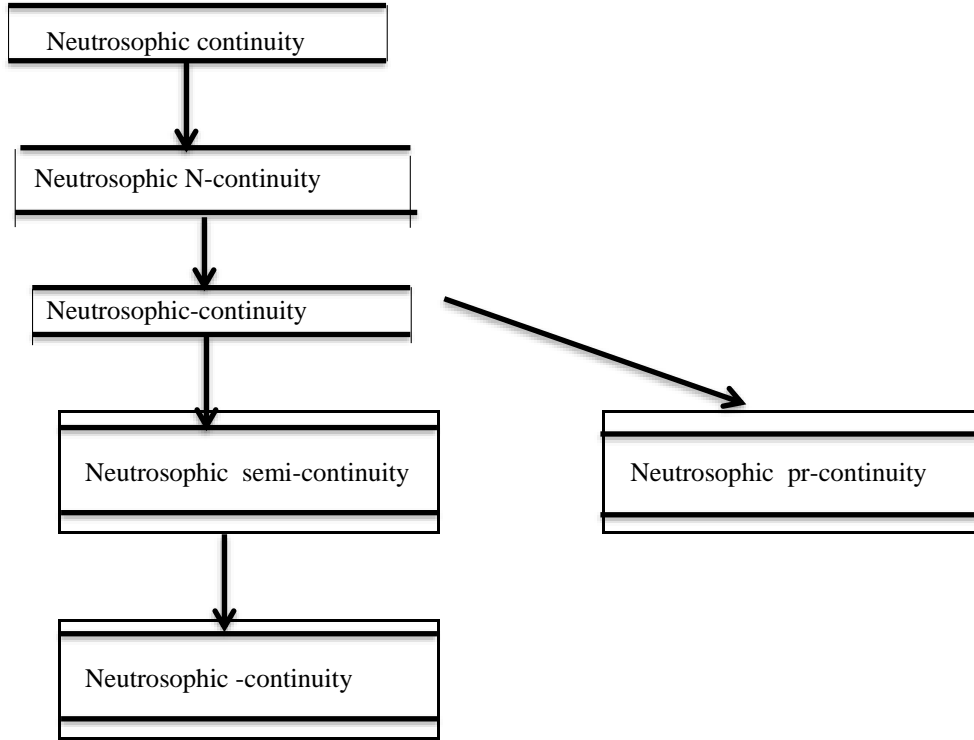 Neutrosophic continuity
Neutrosophic N-continuity
Neutrosophic-continuity
Neutrosophic semi-continuity
Neutrosophic pr-continuity
Neutrosophic -continuity